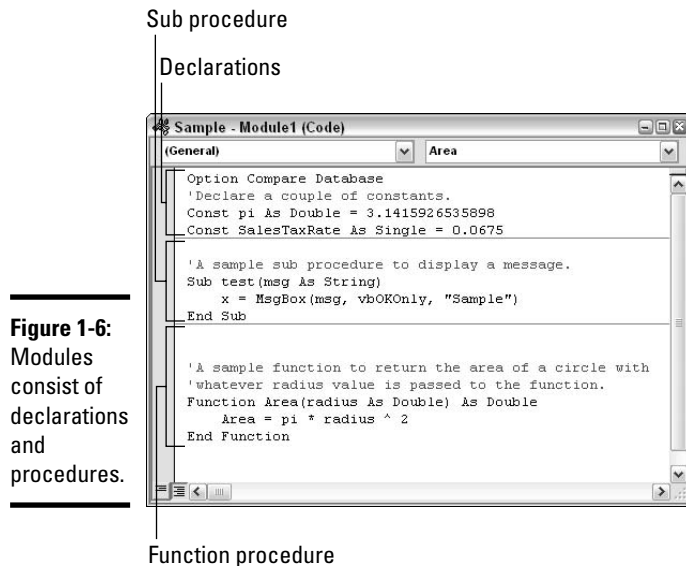 Sub procedure
Declarations
Sample - Module1 (Code)
(General) Area
Option Compare Database
'Declare a couple of constants.
Const pi As Double = 3.1415926535898
Const SalesTaxRate As Single = 0.0675
'A sample sub procedure to display a message.
Sub test(msg As String)
x = MsgBox(msg, vbOKOnly, "Sample")
End Sub
'A sample function to return the area of a circle with
'whatever radius value is passed to the function.
Function Area(radius As Double) As Double
Area = pi * radius ^ 2
End Function
Figure 1-6:
Modules
consist of
declarations
and
procedures.
Function procedure